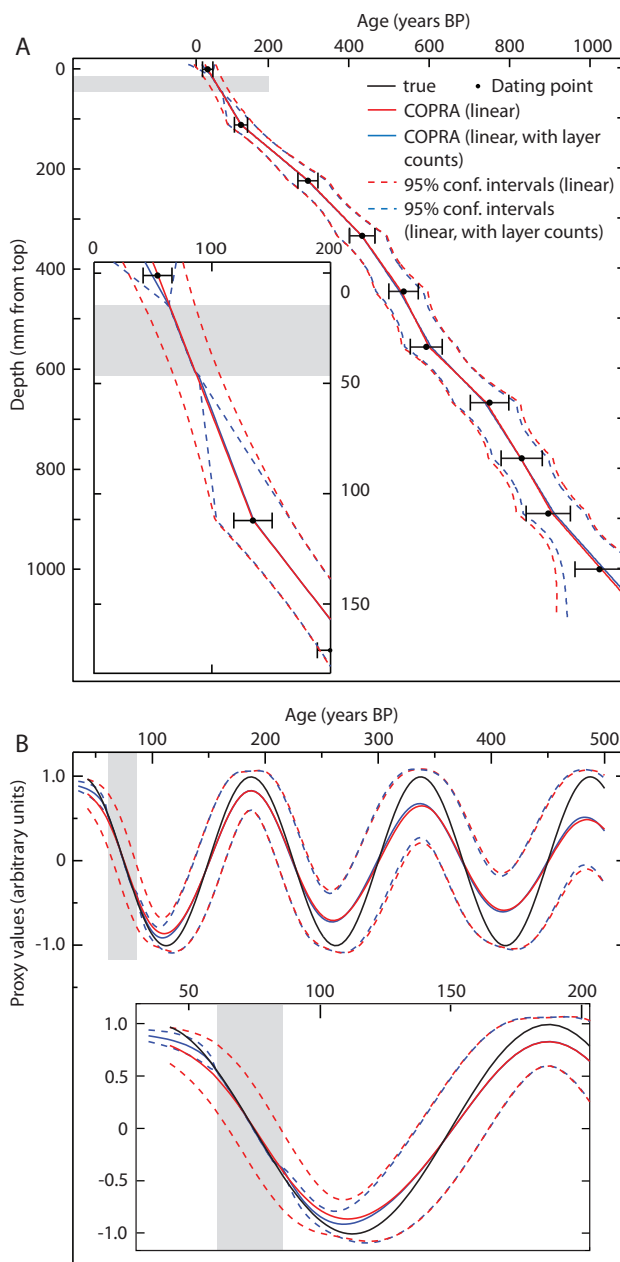 Age (years BP)
A
0 200 400 600 800 1000
0
200
400
600
800
1000
Depth (mm from top)
true
Dating point
COPRA (linear)
COPRA (linear, with layer
counts)
95% conf. intervals (linear)
95% conf. intervals
(linear, with layer counts)
0 100 200
0
50
100
150
Age (years BP)
B
100 200 300 400 500
1.0
0
-1.0
Proxy values (arbitrary units)
50 100 150 200
1.0
0.5
0
-0.5
-1.0